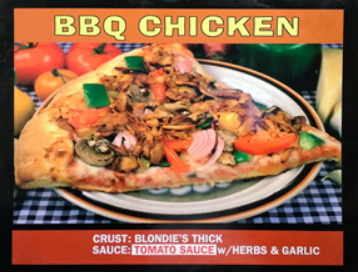 BBQ CHICKEN
CRUST: BLONDIE'S THICK
SAUCE: TOMATO SAUCE W/HERBS & GARLIC